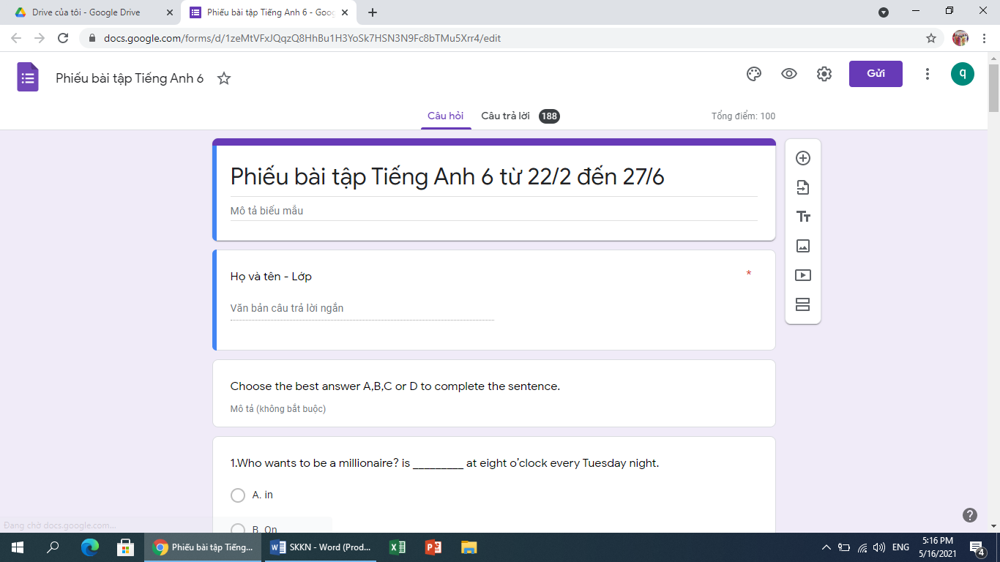 Drive của tôi - Google Drive
Phiếu bài tập Tiếng Anh 6 - Goog
docs.google.com/forms/d/1zeMtVFxJQqzQ8HhBu1H3YoSk7HSN3N9Fc8bTMu5Xrr4/edit
Phiếu bài tập Tiếng Anh 6
Gửi
q
Câu hỏi
Câu trả lời 188
Tổng điểm: 100
Phiếu bài tập Tiếng Anh 6 từ 22/2 đến 27/6
Mô tả biểu mẫu
Họ và tên - Lớp *
Văn bản câu trả lời ngắn
Choose the best answer A,B,C or D to complete the sentence.
Mô tả (không bắt buộc)
1.Who wants to be a millionaire? is _________ at eight o’clock every Tuesday night.
A. in
B. On
Đang chờ docs.google.com...
Phiếu bài tập Tiếng...
SKKN - Word (Prod...
ENG
5:16 PM
5/16/2021
4